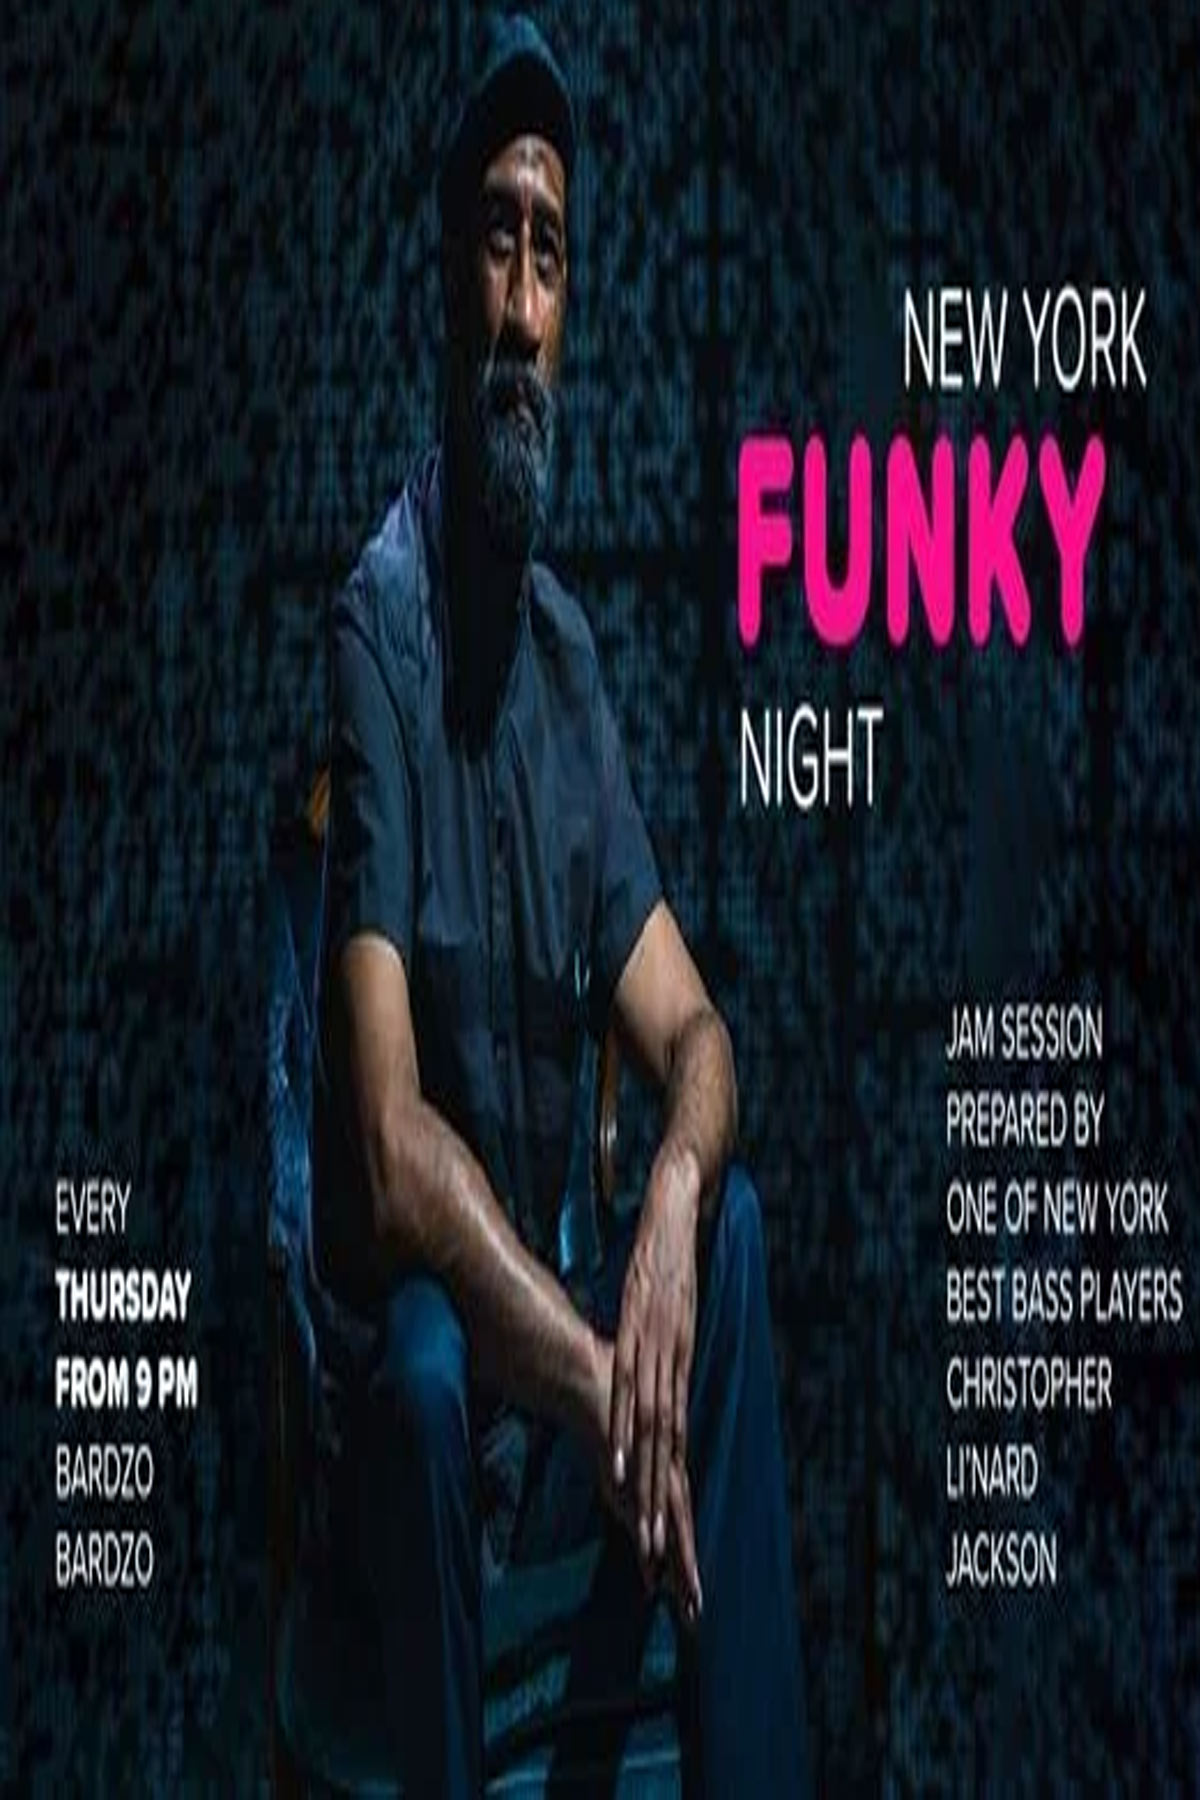 NEW YORK
FUNKY
NIGHT
JAM SESSION
PREPARED BY
ONE OF NEW YORK
BEST BASS PLAYERS
CHRISTOPHER
LI'NARD
JACKSON
EVERY
THURSDAY
FROM 9 PM
BARDZO
BARDZO